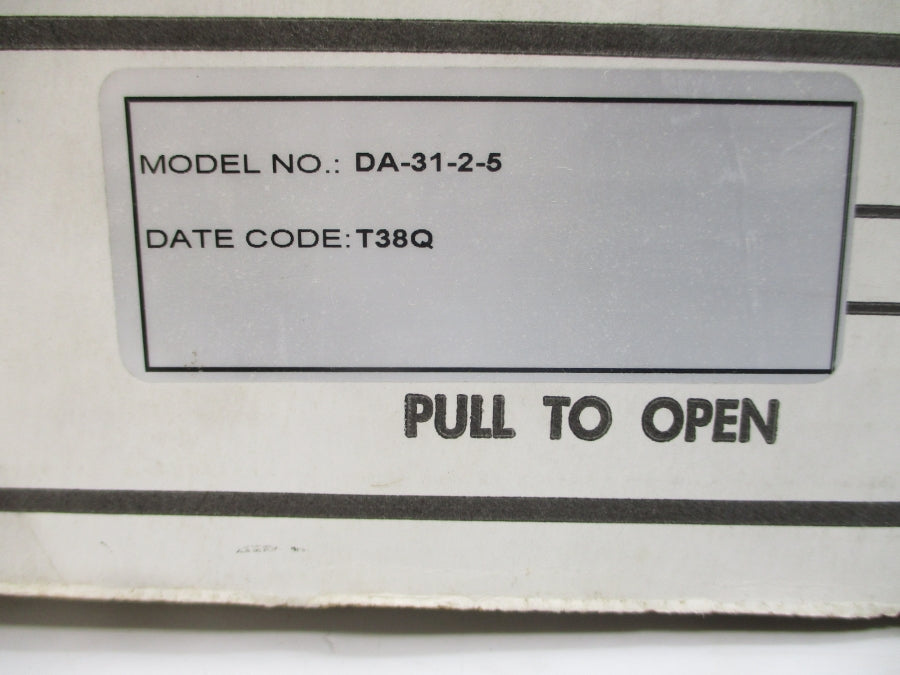 MODEL NO.: DA-31-2-5
DATE CODE: T38Q
PULL TO OPEN